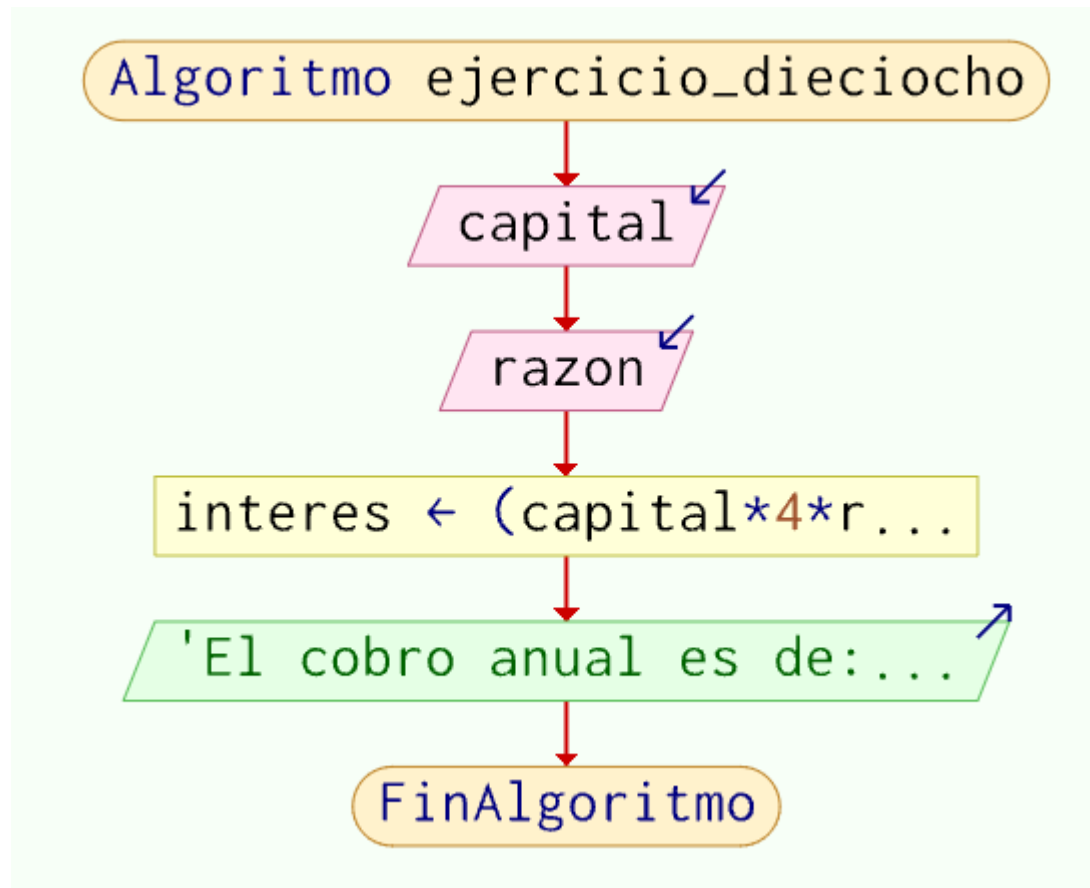 Algoritmo ejercicio_dieciocho
capital
razon
interes ← (capital*4*r...
'El cobro anual es de:...
FinAlgoritmo